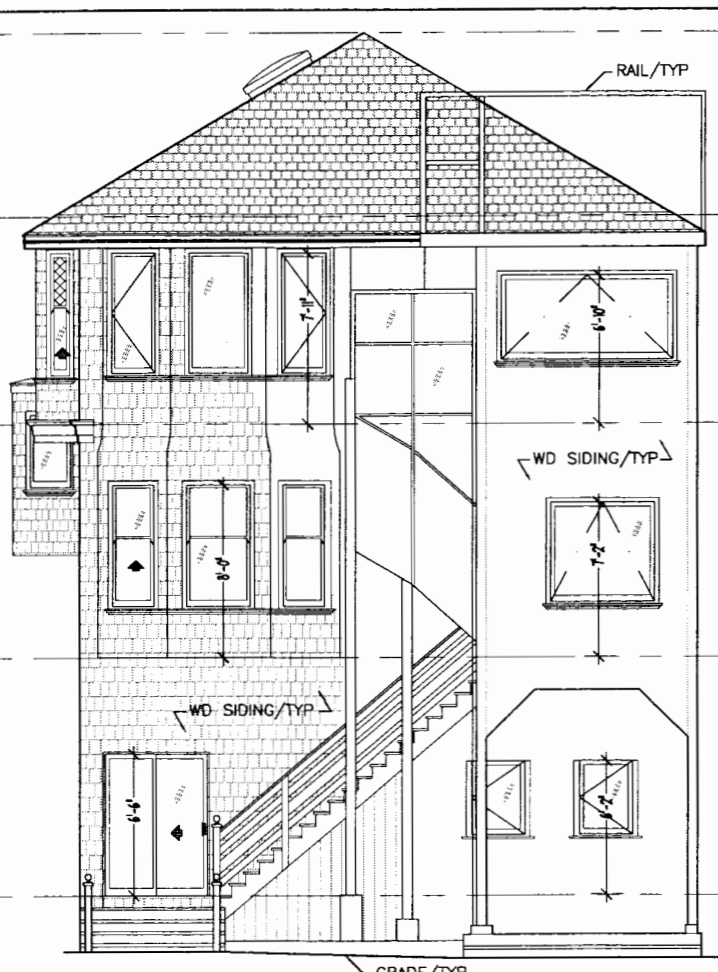 RAIL/TYP
7'-11"
6'-10"
WD SIDING/TYP
8'-0"
7'-2"
WD SIDING/TYP
6'-6"
6'-2"
GRADE/TYP